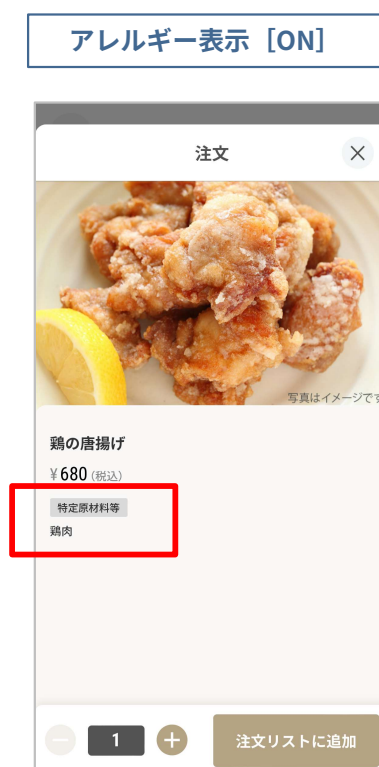 アレルギー表示［ON］
注文
写真はイメージです
鶏の唐揚げ
¥680（税込）
特定原材料等
鶏肉
1
注文リストに追加